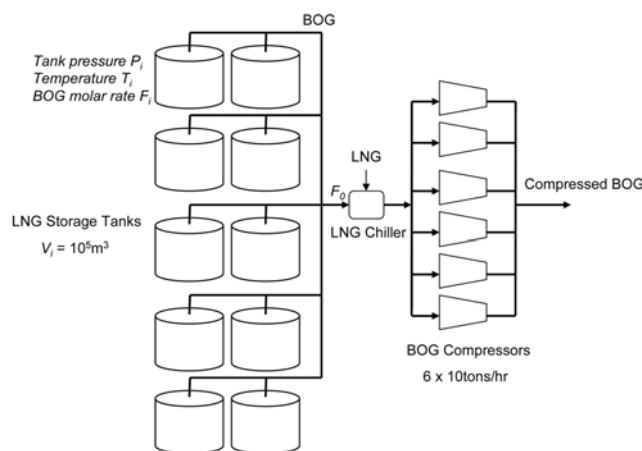 BOG
Tank pressure Pi
Temperature Ti
BOG molar rate Fi
LNG
F0
Compressed BOG
LNG Storage Tanks
LNG Chiller
Vi = 10⁵m³
BOG Compressors
6 x 10tons/hr